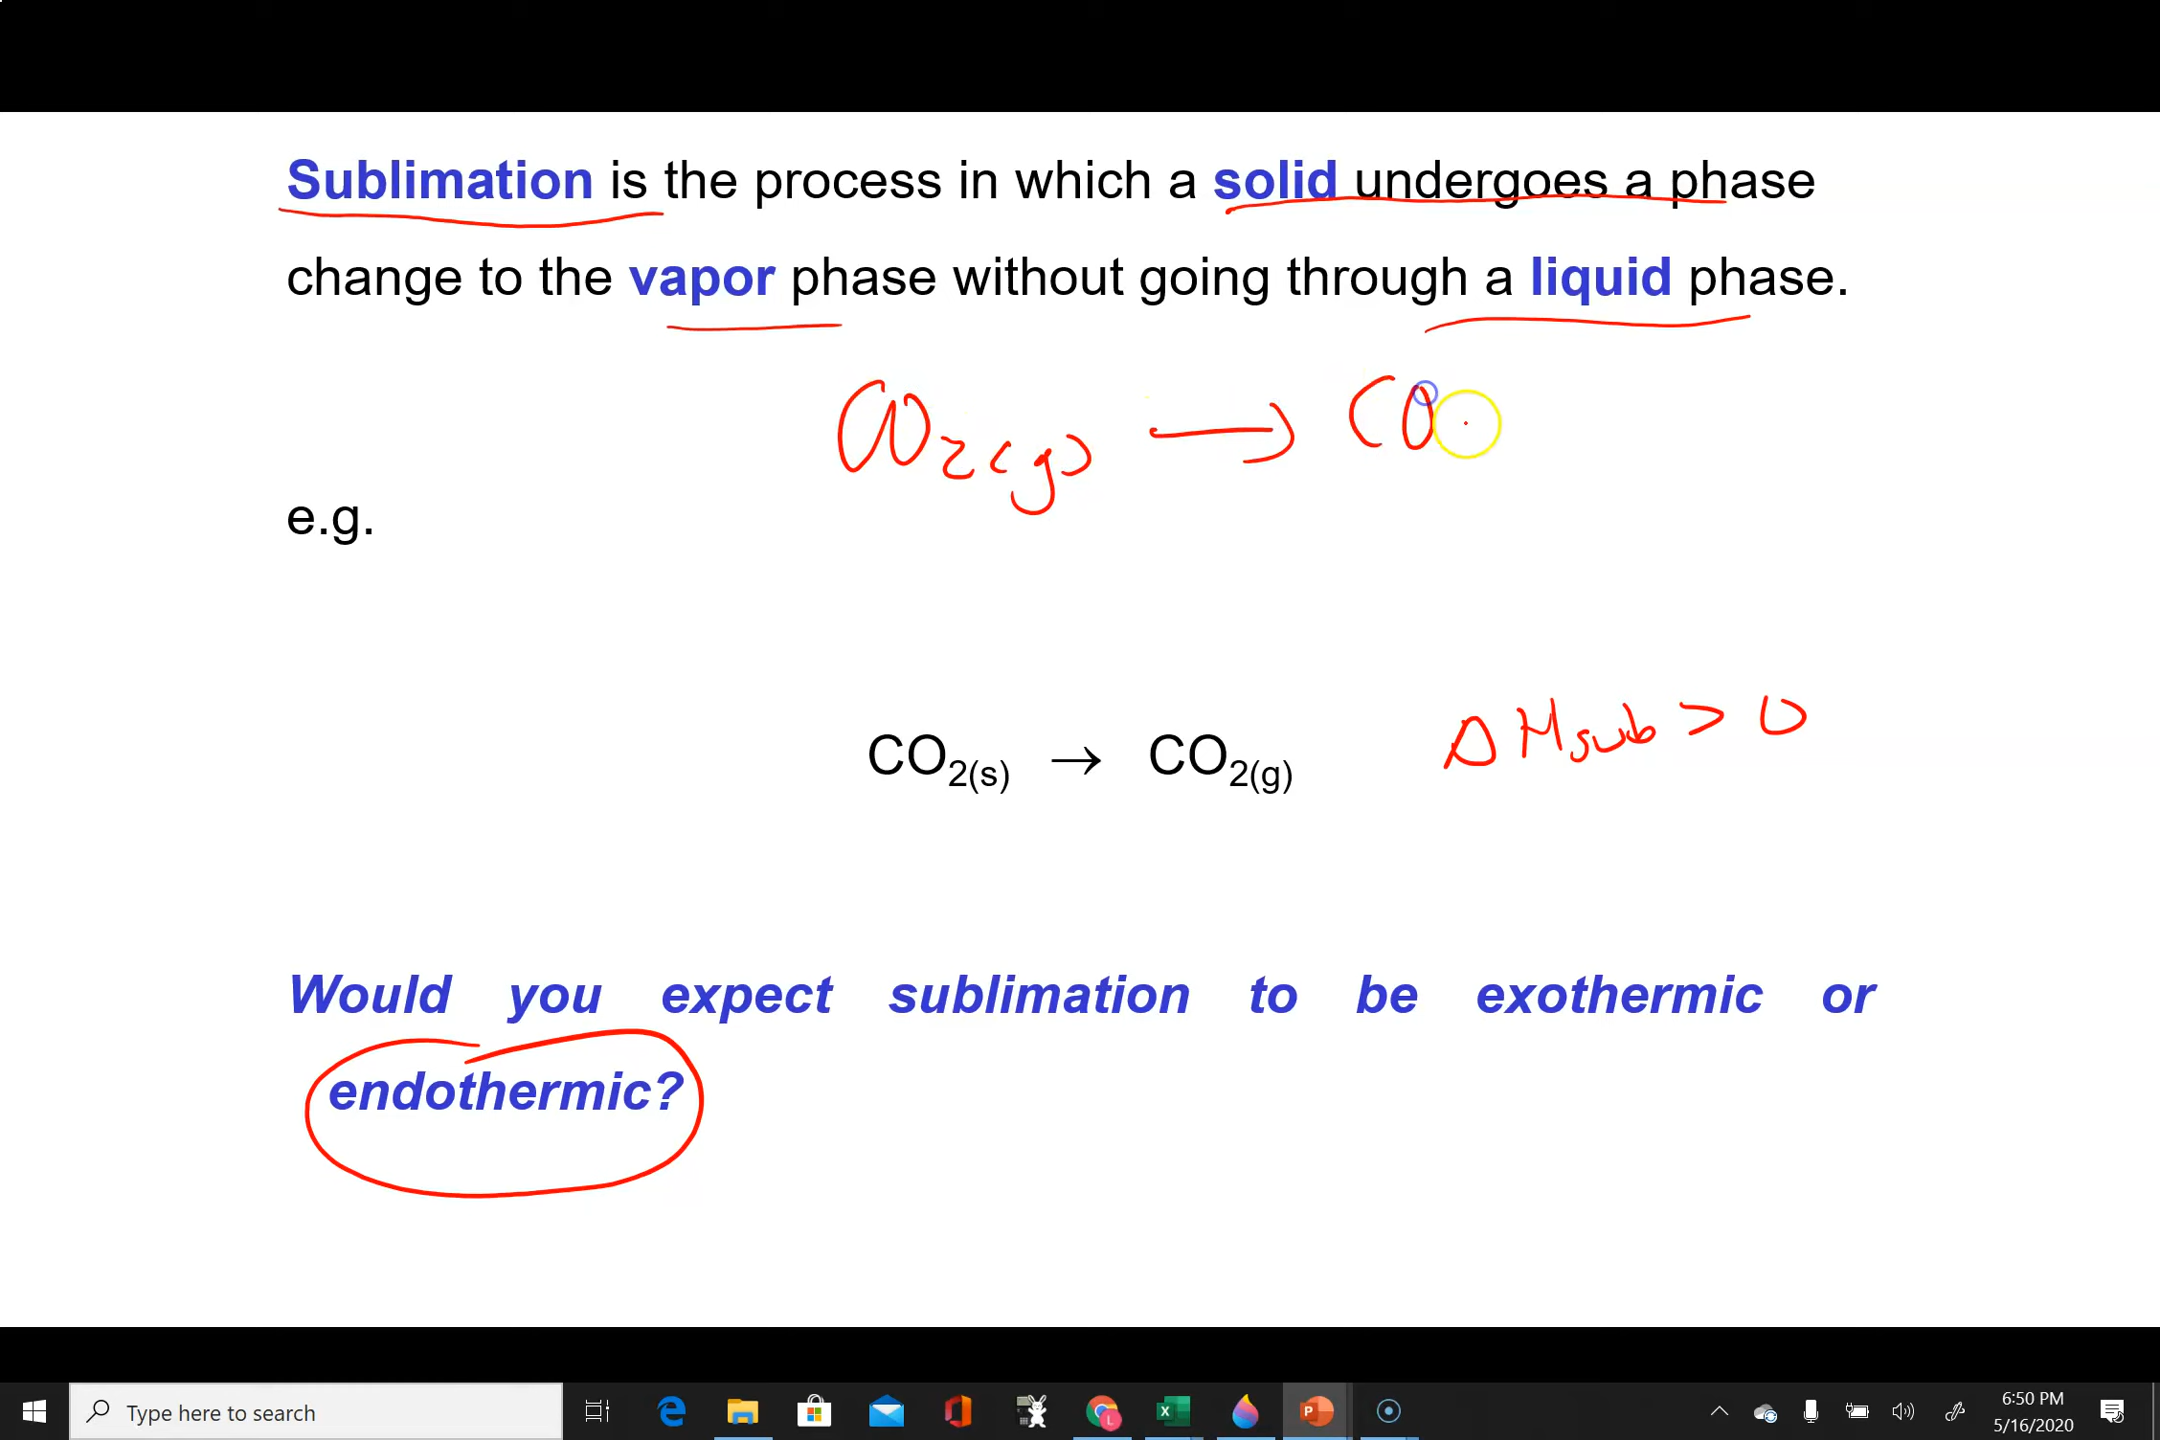 Sublimation is the process in which a solid undergoes a phase
change to the vapor phase without going through a liquid phase.
CO2(g) → CO
e.g.
CO2(s) → CO2(g)
ΔHsub > 0
Would you expect sublimation to be exothermic or
endothermic?
Type here to search
6:50 PM
5/16/2020